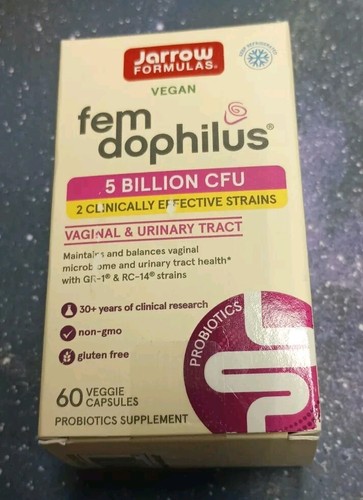 Jarrow
FORMULAS®
KEEP REFRIGERATED
VEGAN
fem
dophilus®
5 BILLION CFU
2 CLINICALLY EFFECTIVE STRAINS
VAGINAL & URINARY TRACT
Maintains and balances vaginal
microbiome and urinary tract health*
with GR-1® & RC-14® strains
30+ years of clinical research
non-gmo
gluten free
PROBIOTICS
60 VEGGIE
CAPSULES
PROBIOTICS SUPPLEMENT